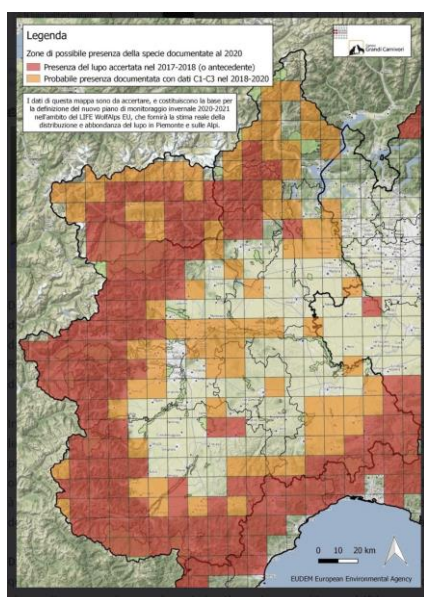 Legenda
Zone di possibile presenza della specie documentate al 2020
Presenza del lupo accertata nel 2017-2018 (o antecedente)
Probabile presenza documentata con dati C1-C3 nel 2018-2020
Grandi Carnivori
I dati di questa mappa sono da accertare, e costituiscono la base per
la definizione del nuovo piano di monitoraggio invernale 2020-2021
nell'ambito del LIFE WolfAlps EU, che fornirà la stima reale della
distribuzione e abbondanza del lupo in Piemonte e sulle Alpi.
0 10 20 km
EUDEM European Environmental Agency